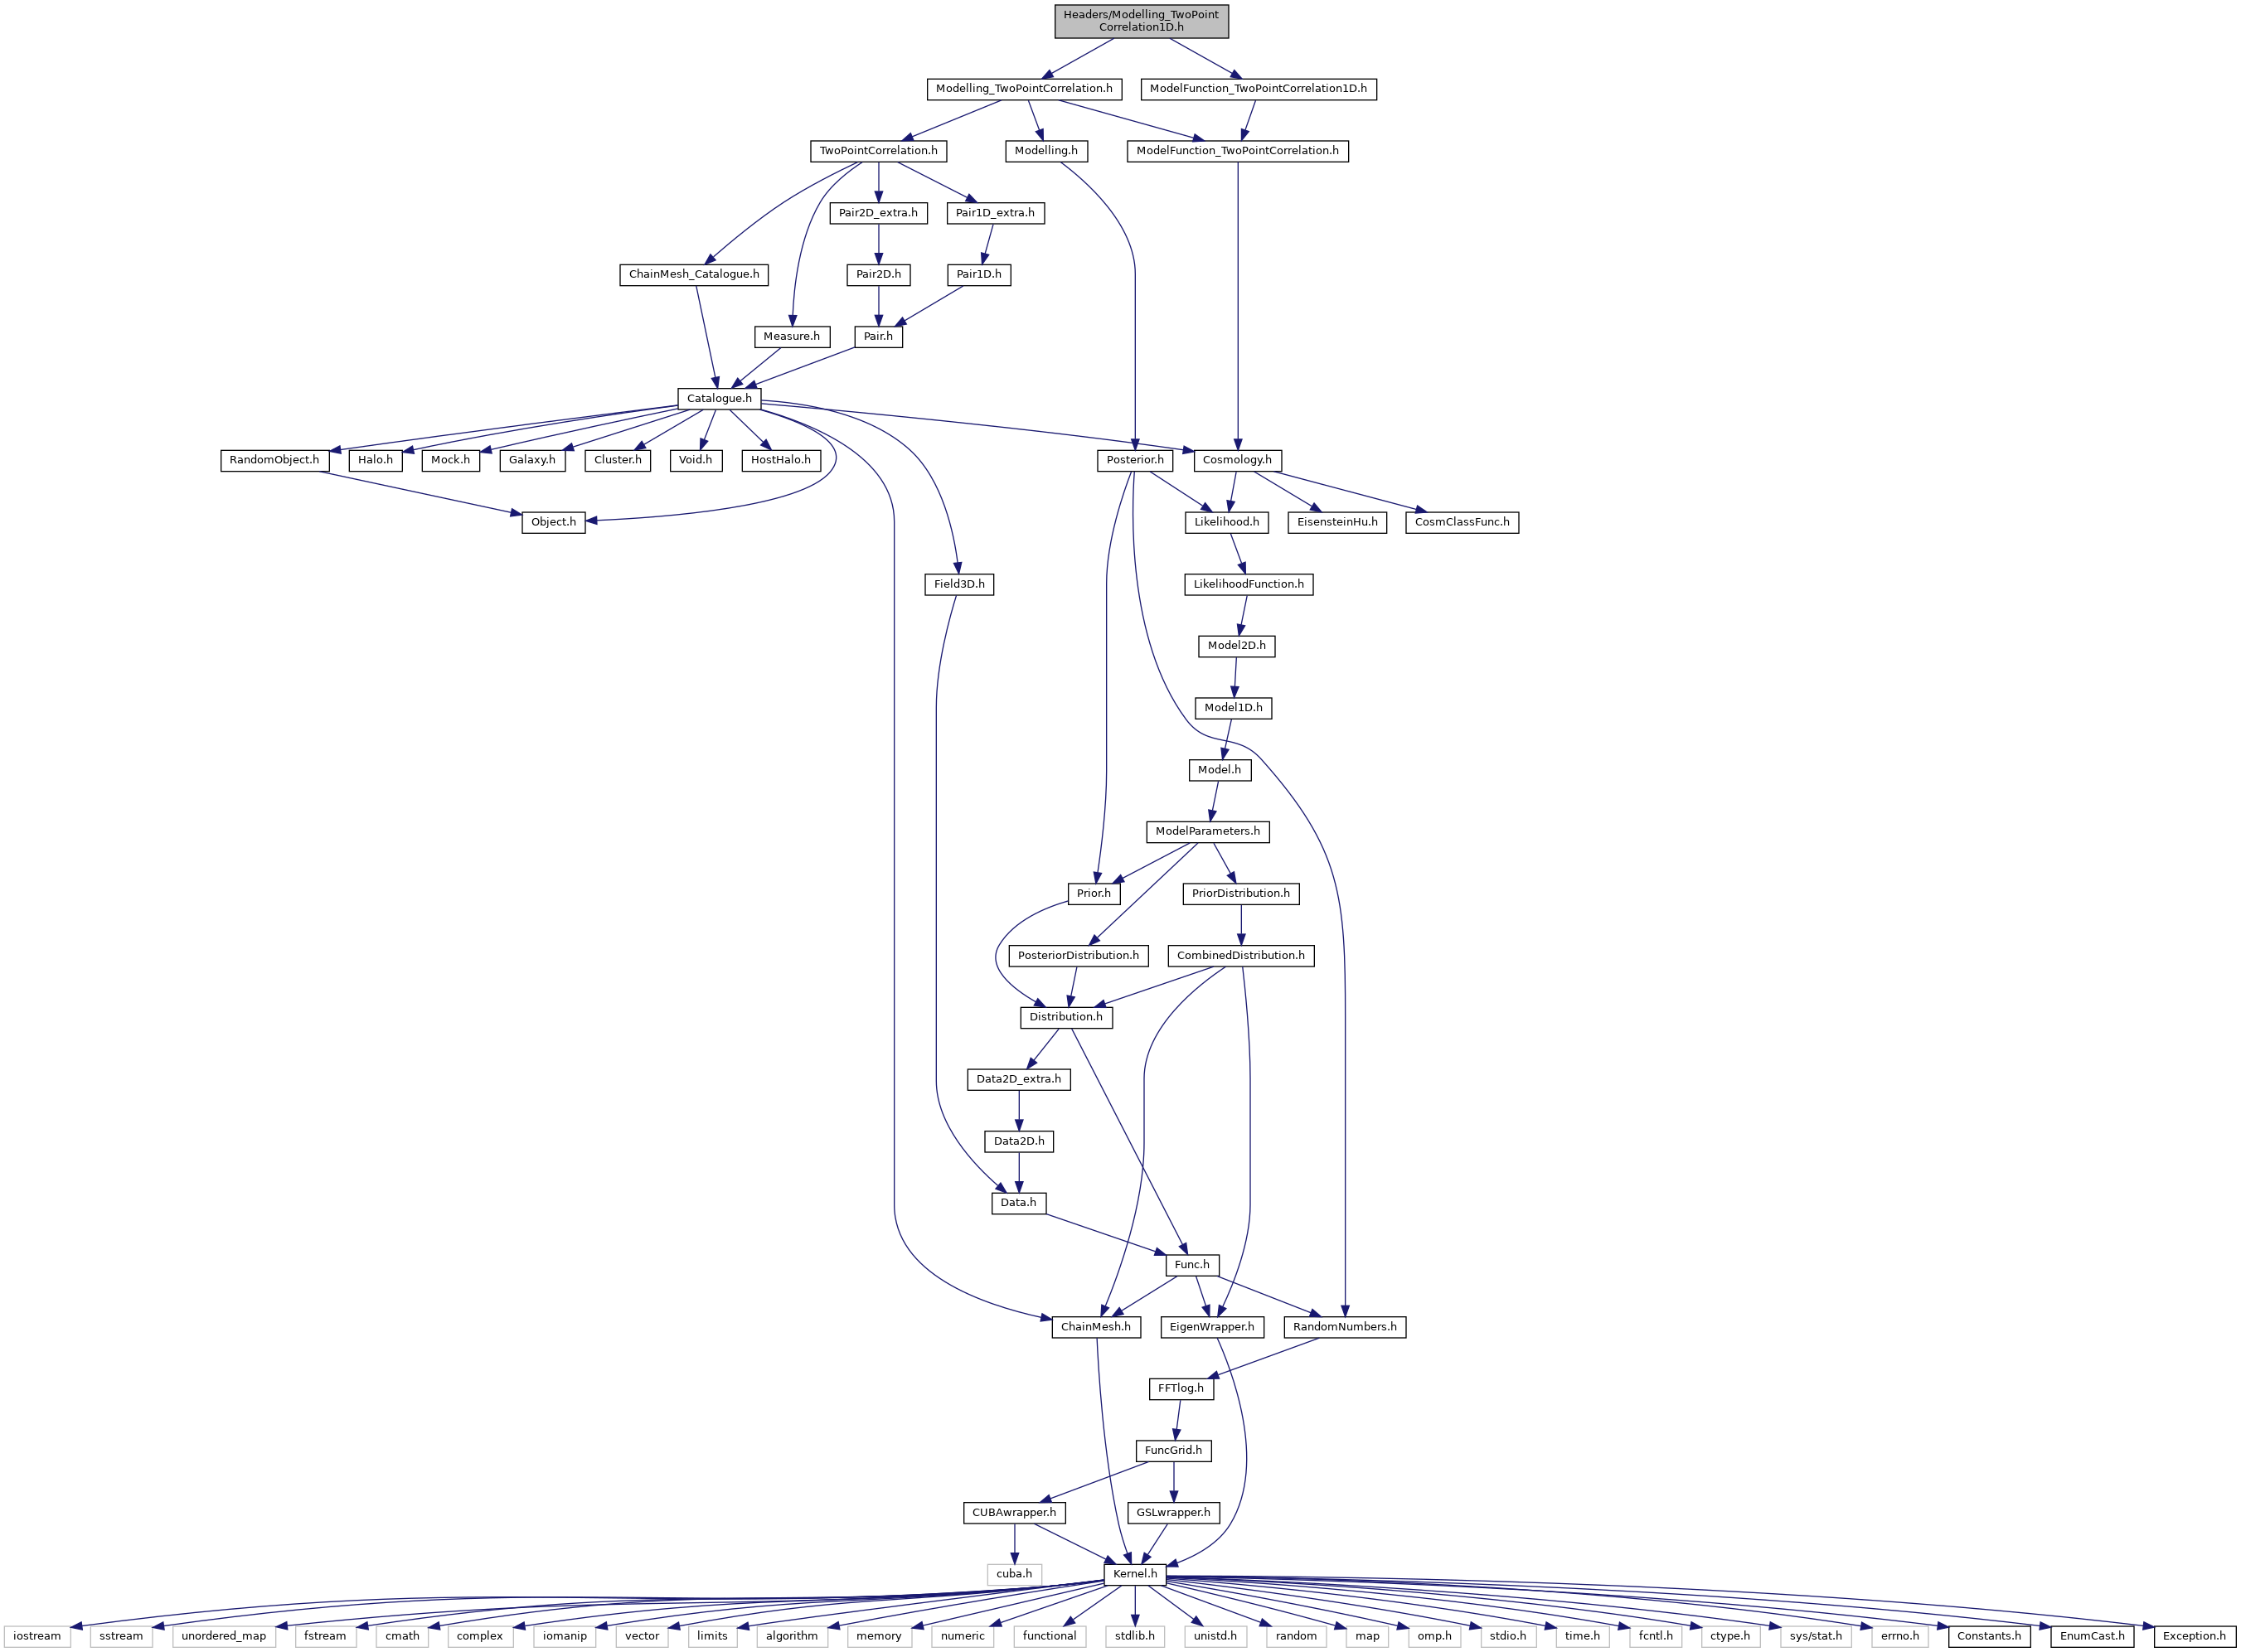 Headers/Modelling_TwoPoint
Correlation1D.h
Modelling_TwoPointCorrelation.h
ModelFunction_TwoPointCorrelation1D.h
TwoPointCorrelation.h
Modelling.h
ModelFunction_TwoPointCorrelation.h
Pair2D_extra.h
Pair1D_extra.h
ChainMesh_Catalogue.h
Pair2D.h
Pair1D.h
Measure.h
Pair.h
Catalogue.h
RandomObject.h
Halo.h
Mock.h
Galaxy.h
Cluster.h
Void.h
HostHalo.h
Posterior.h
Cosmology.h
Object.h
Likelihood.h
EisensteinHu.h
CosmClassFunc.h
Field3D.h
LikelihoodFunction.h
Model2D.h
Model1D.h
Model.h
ModelParameters.h
Prior.h
PriorDistribution.h
PosteriorDistribution.h
CombinedDistribution.h
Distribution.h
Data2D_extra.h
Data2D.h
Data.h
Func.h
ChainMesh.h
EigenWrapper.h
RandomNumbers.h
FFTlog.h
FuncGrid.h
CUBAwrapper.h
GSLwrapper.h
cuba.h
Kernel.h
iostream
sstream
unordered_map
fstream
cmath
complex
iomanip
vector
limits
algorithm
memory
numeric
functional
stdlib.h
unistd.h
random
map
omp.h
stdio.h
time.h
fcntl.h
ctype.h
sys/stat.h
errno.h
Constants.h
EnumCast.h
Exception.h